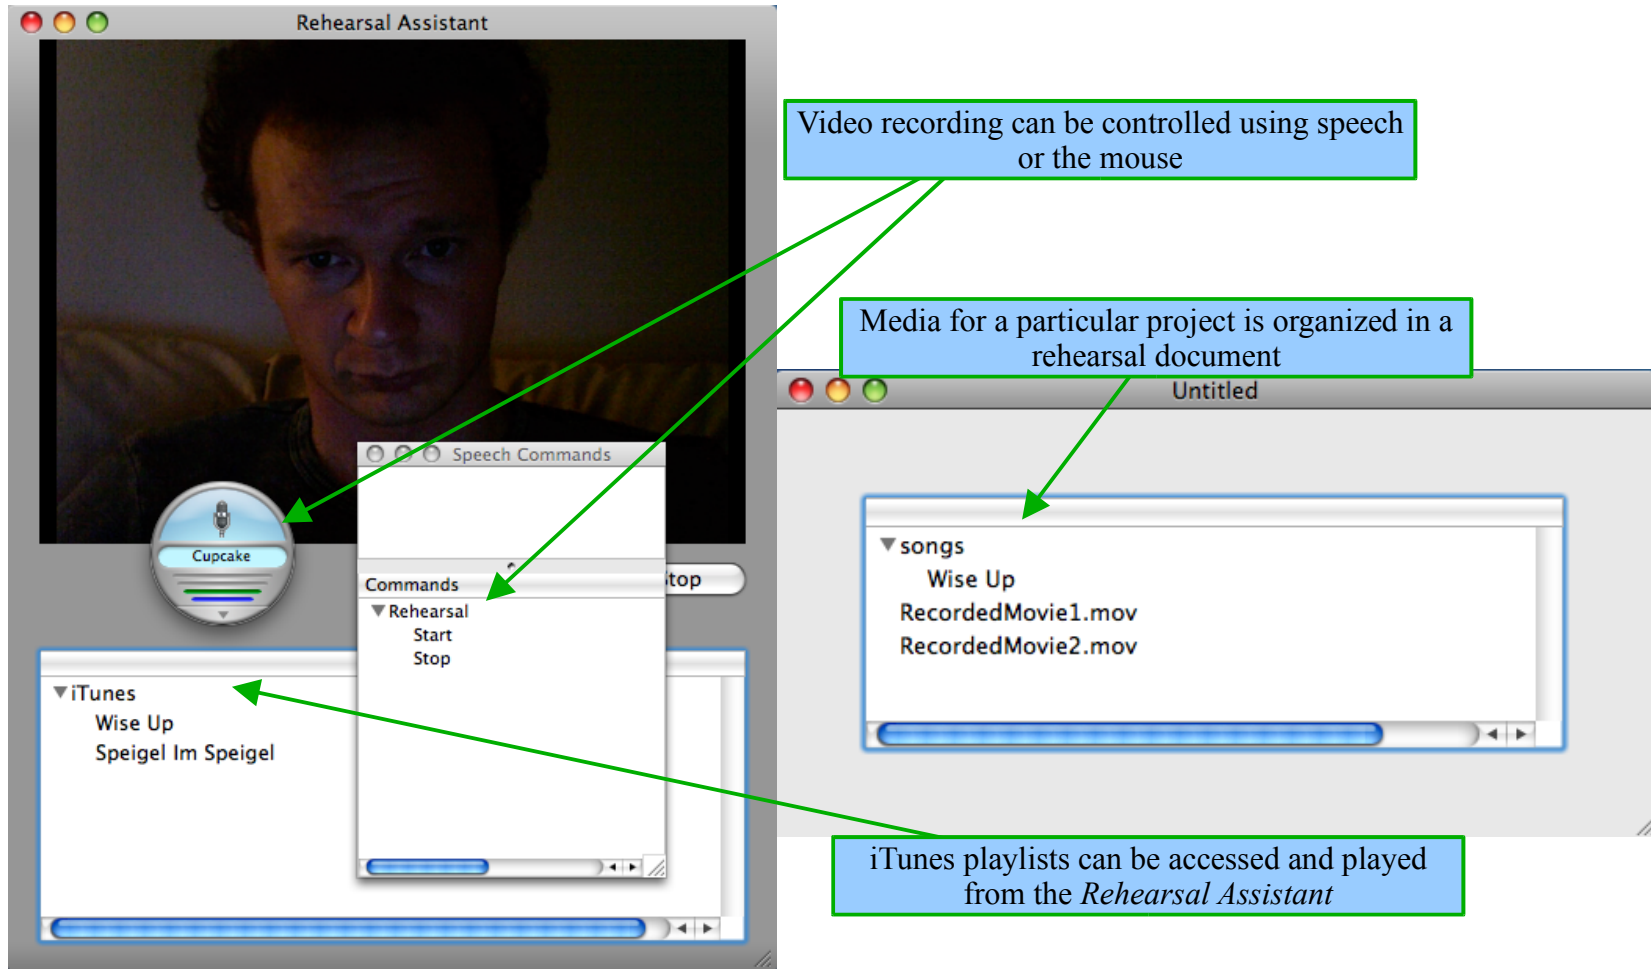 Rehearsal Assistant
Video recording can be controlled using speech
or the mouse
Media for a particular project is organized in a
rehearsal document
Untitled
Speech Commands
Cupcake
Commands
top
Rehearsal
Start
Stop
songs
Wise Up
RecordedMovie1.mov
RecordedMovie2.mov
iTunes
Wise Up
Speigel Im Speigel
iTunes playlists can be accessed and played
from the Rehearsal Assistant